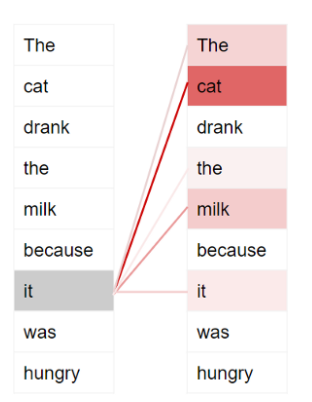 The The
cat cat
drank drank
the the
milk milk
because because
it it
was was
hungry hungry